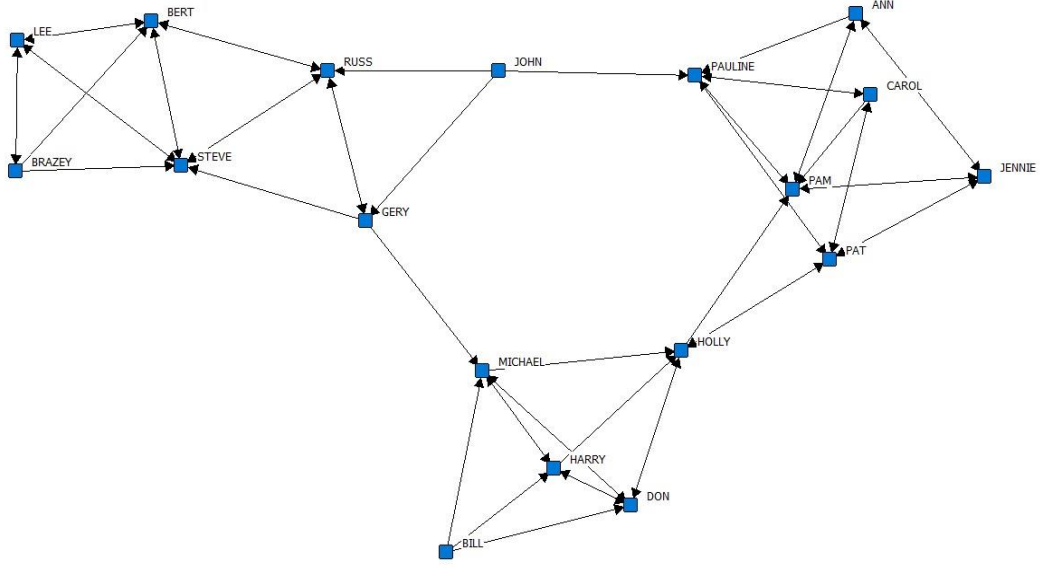 ANN
BERT
LEE
RUSS
JOHN
PAULINE
CAROL
BRAZEY
STEVE
JENNIE
PAM
GERY
PAT
HOLLY
MICHAEL
HARRY
DON
BILL